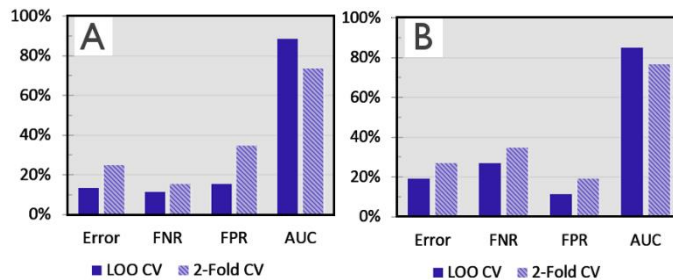 A
100%
80%
60%
40%
20%
0%
Error FNR FPR AUC
LOO CV 2-Fold CV
B
100%
80%
60%
40%
20%
0%
Error FNR FPR AUC
LOO CV 2-Fold CV